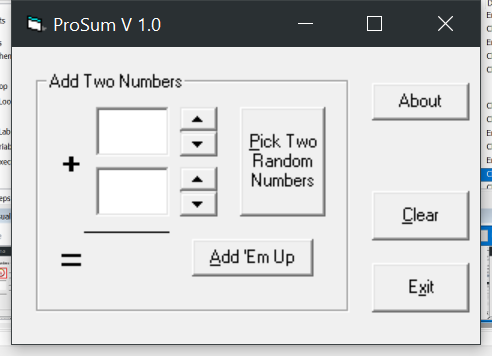 ProSum V 1.0
Add Two Numbers
About
+
Pick Two
Random
Numbers
Clear
=
Add 'Em Up
Exit